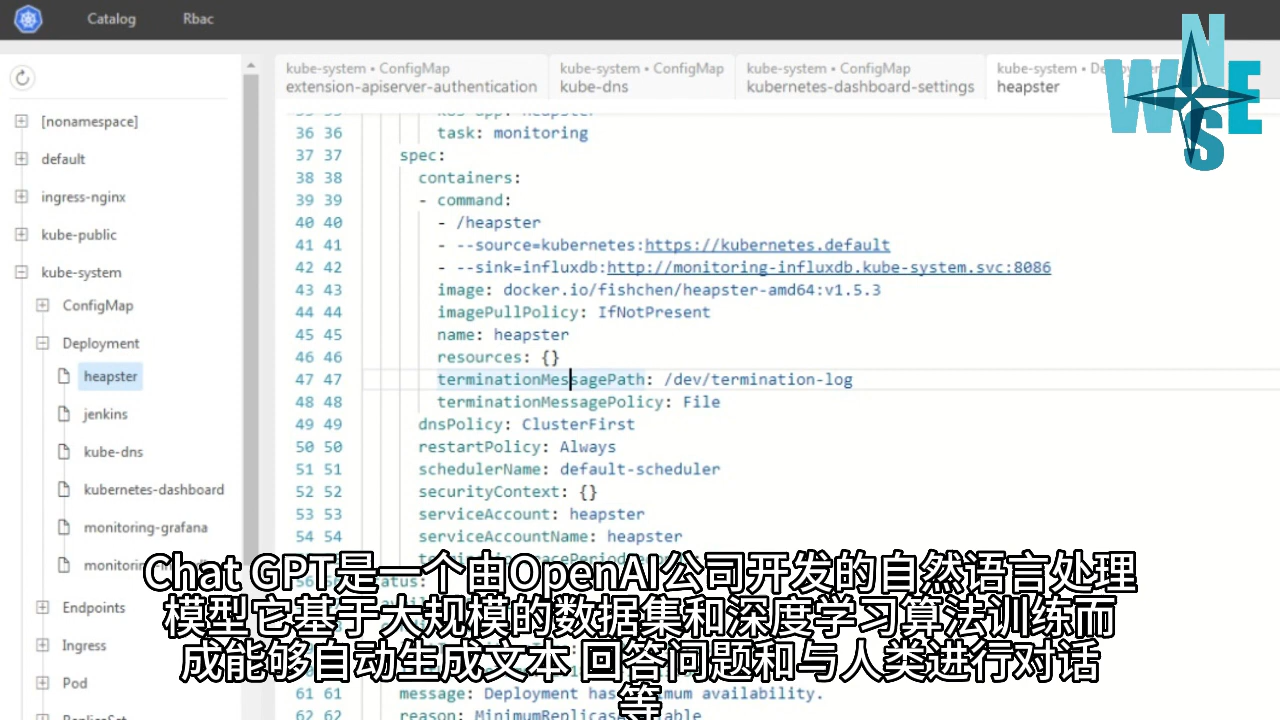 Catalog
Rbac
[nonamespace]
default
ingress-nginx
kube-public
kube-system
ConfigMap
Deployment
heapster
jenkins
kube-dns
kubernetes-dashboard
monitoring-grafana
Endpoints
Ingress
Pod
kube-system • ConfigMap
extension-apiserver-authentication
kube-system • ConfigMap
kube-dns
kube-system • ConfigMap
kubernetes-dashboard-settings
kube-system •
heapster
N
W E
S
36 36 task: monitoring
37 37 spec:
38 38 containers:
39 39 - command:
40 40 - /heapster
41 41 - --source=kubernetes:https://kubernetes.default
42 42 - --sink=influxdb:http://monitoring-influxdb.kube-system.svc:8086
43 43 image: docker.io/fishchen/heapster-amd64:v1.5.3
44 44 imagePullPolicy: IfNotPresent
45 45 name: heapster
46 46 resources: {}
47 47 terminationMessagePath: /dev/termination-log
48 48 terminationMessagePolicy: File
49 49 dnsPolicy: ClusterFirst
50 50 restartPolicy: Always
51 51 schedulerName: default-scheduler
52 52 securityContext: {}
53 53 serviceAccount: heapster
54 54 serviceAccountName: heapster
Chat GPT是一个由OpenAI公司开发的自然语言处理
模型它基于大规模的数据集和深度学习算法训练而
成能够自动生成文本 回答问题和与人类进行对话
等
61 61 message: Deployment has minimum availability.